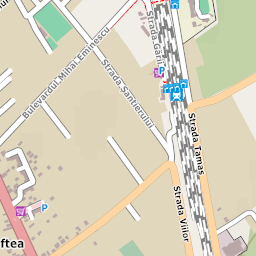 Strada Gării
Bulevardul Mihai Eminescu
Strada Șantierului
Strada Tamaș
Strada Viilor
P
ftea